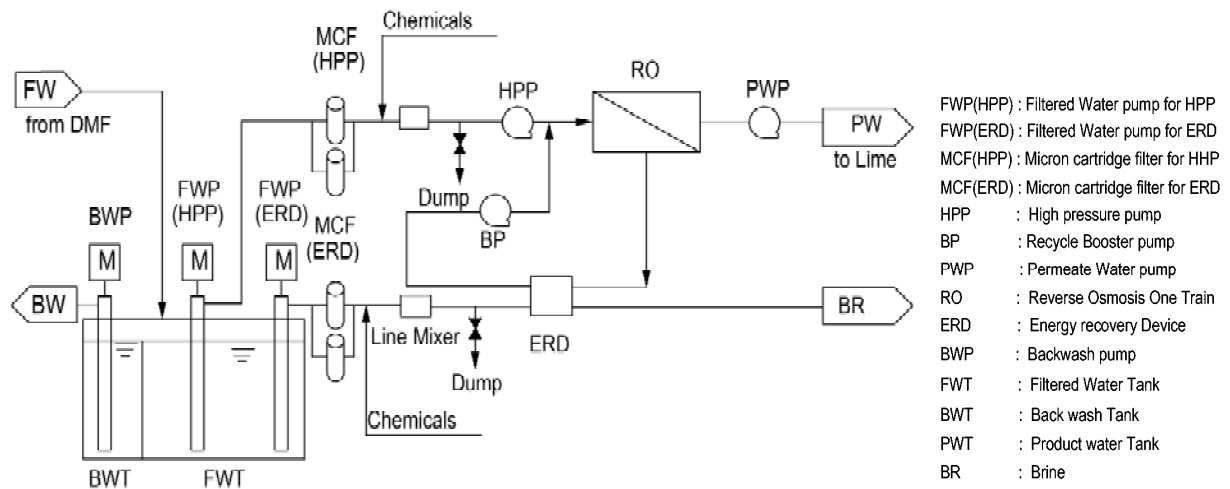 Chemicals
MCF
(HPP)
FW
from DMF
HPP
RO
PWP
PW
to Lime
Dump
BP
FWP
(HPP)
FWP
(ERD)
MCF
(ERD)
BWP
M
M
M
BW
Line Mixer
ERD
BR
Dump
Chemicals
BWT
FWT
FWP(HPP) : Filtered Water pump for HPP
FWP(ERD) : Filtered Water pump for ERD
MCF(HPP) : Micron cartridge filter for HHP
MCF(ERD) : Micron cartridge filter for ERD
HPP : High pressure pump
BP : Recycle Booster pump
PWP : Permeate Water pump
RO : Reverse Osmosis One Train
ERD : Energy recovery Device
BWP : Backwash pump
FWT : Filtered Water Tank
BWT : Back wash Tank
PWT : Product water Tank
BR : Brine